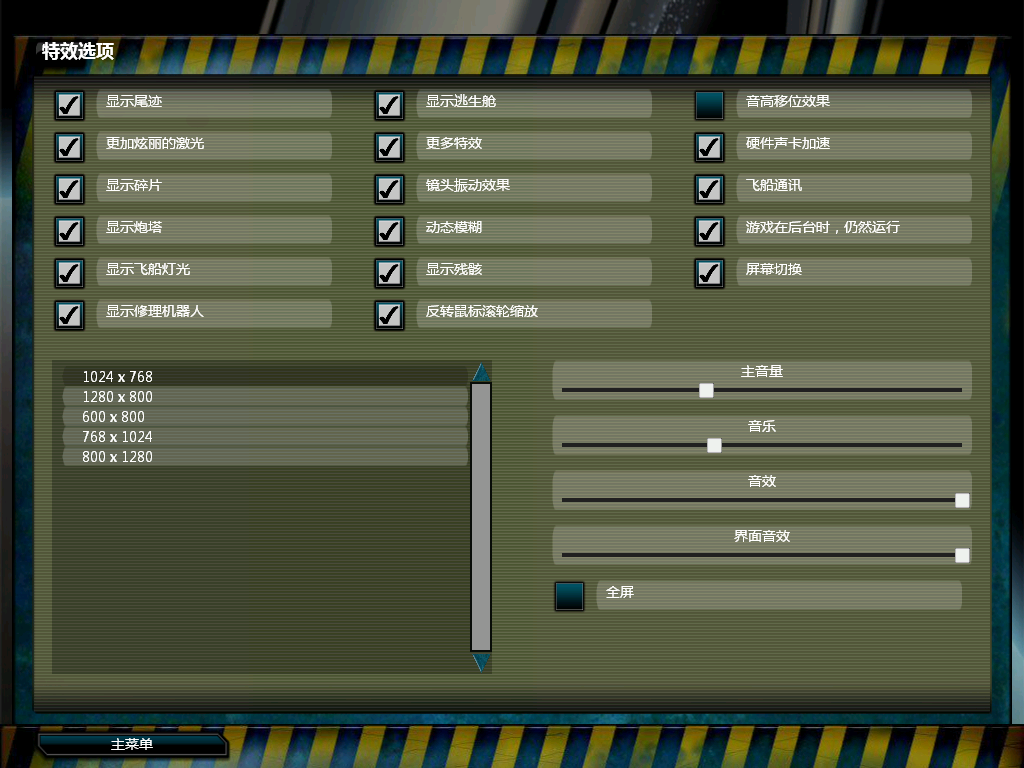 特效选项
显示尾迹
显示逃生舱
音高移位效果
更加炫丽的激光
更多特效
硬件声卡加速
显示碎片
镜头振动效果
飞船通讯
显示炮塔
动态模糊
游戏在后台时，仍然运行
显示飞船灯光
显示残骸
屏幕切换
显示修理机器人
反转鼠标滚轮缩放
1024 x 768
1280 x 800
600 x 800
768 x 1024
800 x 1280
主音量
音乐
音效
界面音效
全屏
主菜单